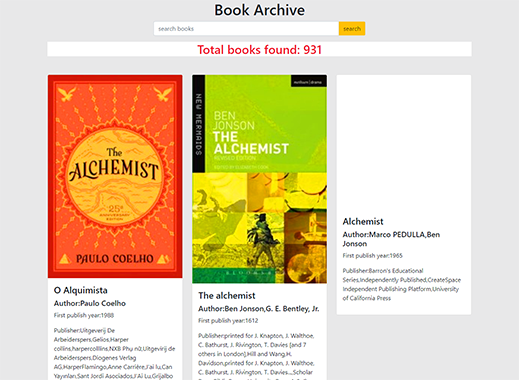 Book Archive
search books
search
Total books found: 931
The
ALCHEMIST
25th
ANNIVERSARY
EDITION
PAULO COELHO
O Alquimista
Author:Paulo Coelho
First publish year:1988
Publisher:Uitgeverij De
Arbeiderspers,Gelios,Harper
collins,harpercollins,NXB Phụ nữ,Uitgeverij de
Arbeiderspers,Diogenes Verlag
AG,HarperFlamingo,Anne Carrière,J'ai lu,Can
Yayınları,Sant Jordi Asociados,J'Ai Lu,Grijalbo
NEW MERMAIDS
methuen | drama
BEN
JONSON
THE
ALCHEMIST
REVISED EDITION
BLOOMSBURY
The alchemist
Author:Ben Jonson,G. E. Bentley, Jr.
First publish year:1612
Publisher:printed for J. Knapton, J. Walthoe,
C. Bathurst, J. Rivington, T. Davies [and 7
others in London],Hill and Wang,H.
Davidson,printed for J. Knapton, J. Walthoe,
C. Bathurst, J. Rivington, T. Davies...,Scholar
Alchemist
Author:Marco PEDULLA,Ben
Jonson
First publish year:1965
Publisher:Barron's Educational
Series,Independently Published,CreateSpace
Independent Publishing Platform,University
of California Press